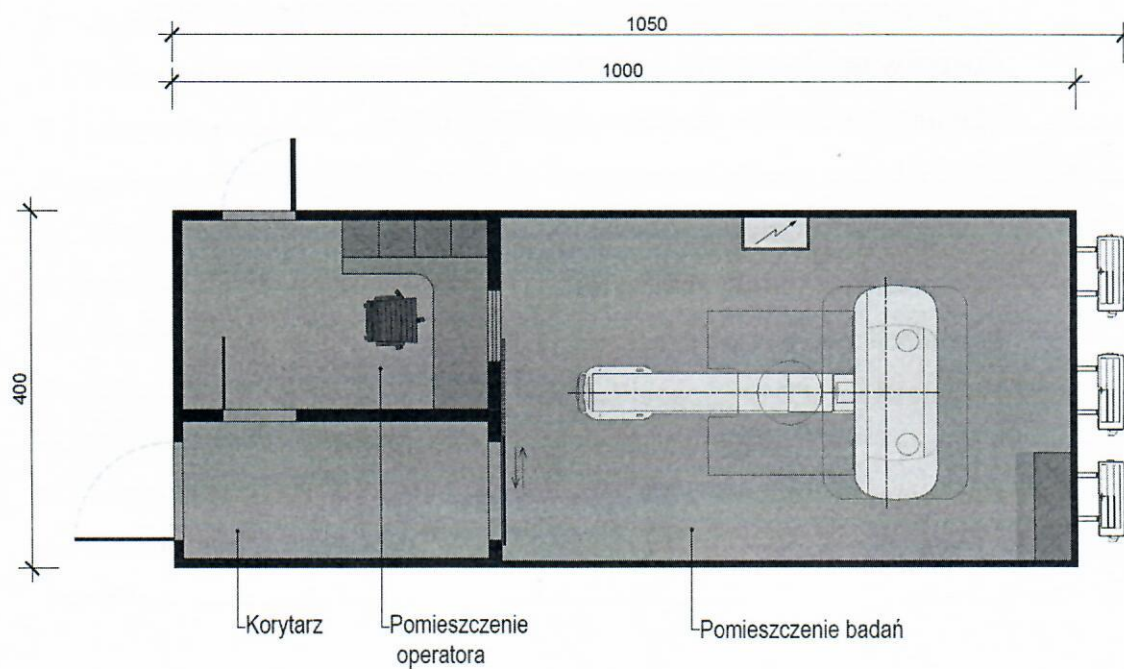 1050
1000
400
Korytarz
Pomieszczenie
operatora
Pomieszczenie badań